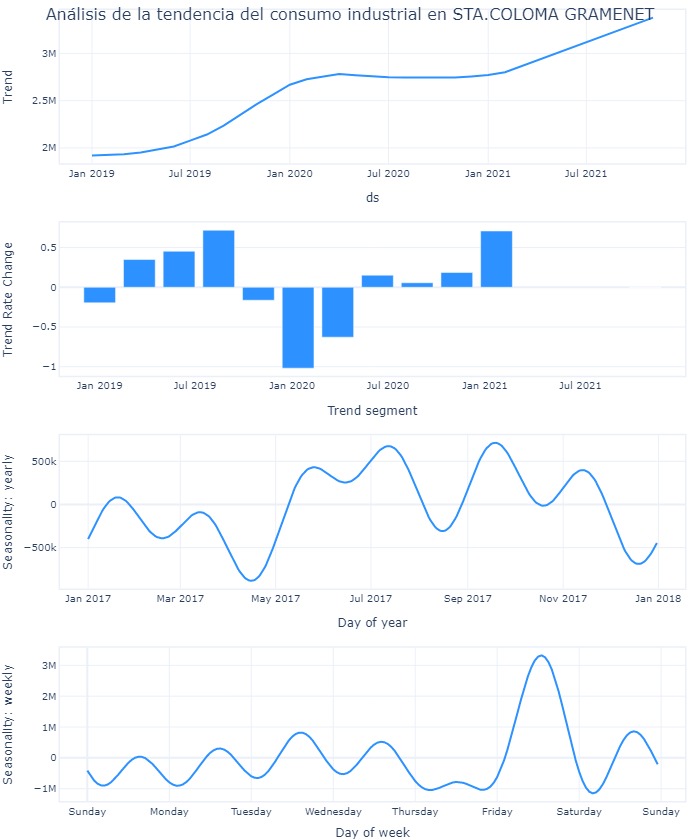 Análisis de la tendencia del consumo industrial en STA.COLOMA GRAMENET
3M
2.5M
2M
Trend
Jan 2019 Jul 2019 Jan 2020 Jul 2020 Jan 2021 Jul 2021
ds
0.5
0
−0.5
−1
Trend Rate Change
Jan 2019 Jul 2019 Jan 2020 Jul 2020 Jan 2021 Jul 2021
Trend segment
500k
0
−500k
Seasonality: yearly
Jan 2017 Mar 2017 May 2017 Jul 2017 Sep 2017 Nov 2017 Jan 2018
Day of year
3M
2M
1M
0
−1M
Seasonality: weekly
Sunday Monday Tuesday Wednesday Thursday Friday Saturday Sunday
Day of week